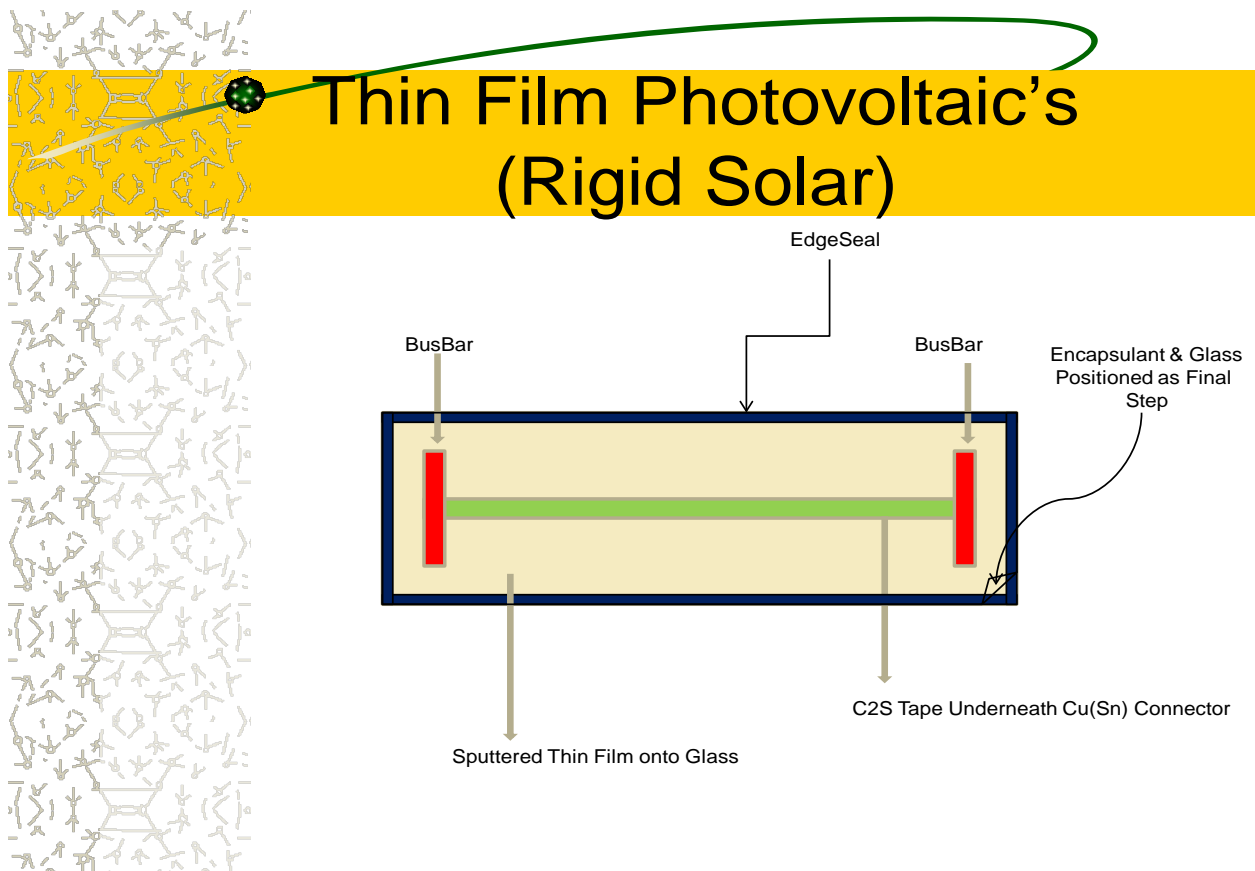 Thin Film Photovoltaic’s
(Rigid Solar)
EdgeSeal
BusBar
BusBar
Encapsulant & Glass
Positioned as Final
Step
C2S Tape Underneath Cu(Sn) Connector
Sputtered Thin Film onto Glass